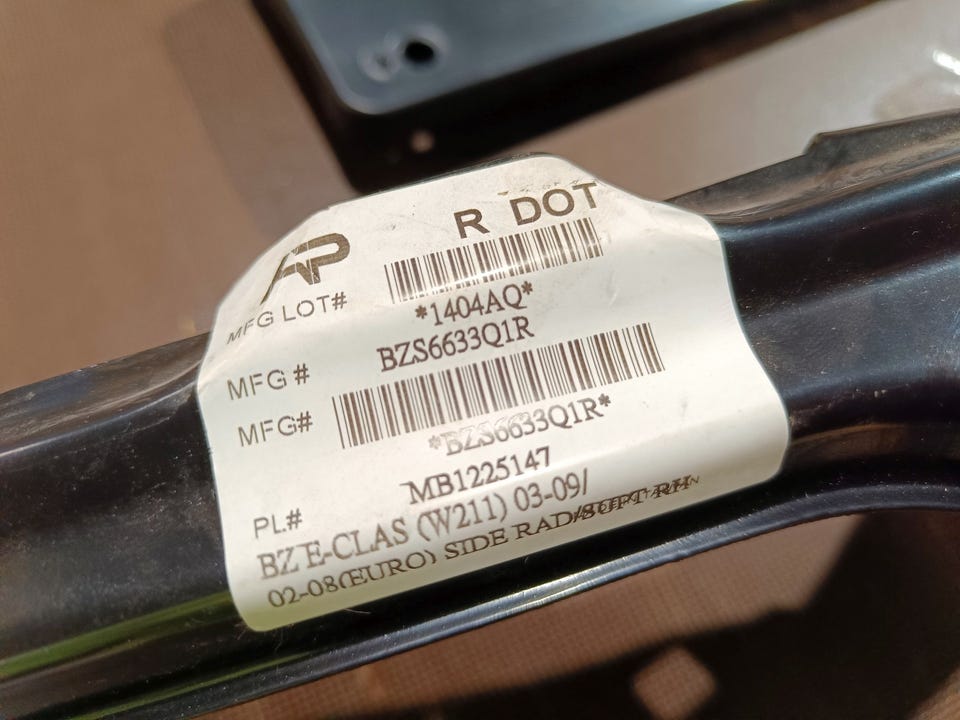 R DOT
AP
MFG LOT#
*1404AQ*
MFG # BZS6633Q1R
MFG#
*BZS6633Q1R*
PL# MB1225147
BZ E-CLAS (W211) 03-09/
02-08(EURO) SIDE RAD/SUPT RH